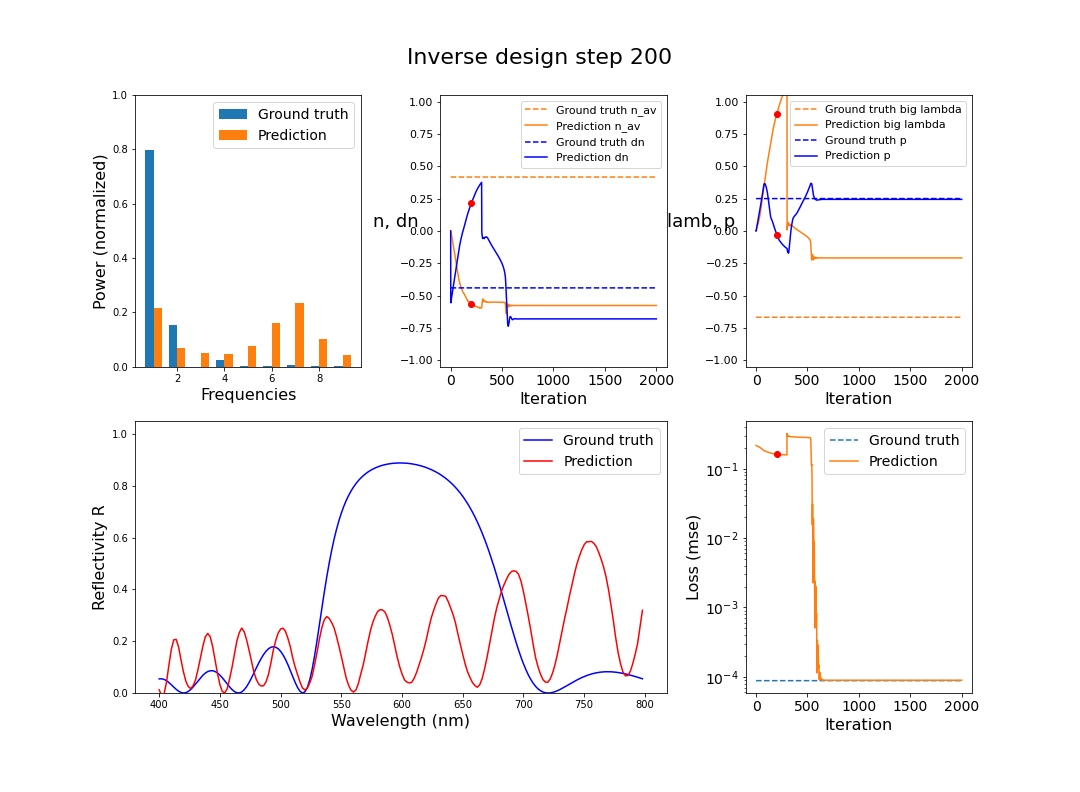 Inverse design step 200
Power (normalized)
1.0
0.8
0.6
0.4
0.2
0.0
Ground truth
Prediction
2 4 6 8
Frequencies
n, dn
1.00
0.75
0.50
0.25
0.00
−0.25
−0.50
−0.75
−1.00
Ground truth n_av
Prediction n_av
Ground truth dn
Prediction dn
0 500 1000 1500 2000
Iteration
lamb, p
1.00
0.75
0.50
0.25
0.00
−0.25
−0.50
−0.75
−1.00
Ground truth big lambda
Prediction big lambda
Ground truth p
Prediction p
0 500 1000 1500 2000
Iteration
Reflectivity R
1.0
0.8
0.6
0.4
0.2
0.0
Ground truth
Prediction
400 450 500 550 600 650 700 750 800
Wavelength (nm)
Loss (mse)
10−1
10−2
10−3
10−4
Ground truth
Prediction
0 500 1000 1500 2000
Iteration